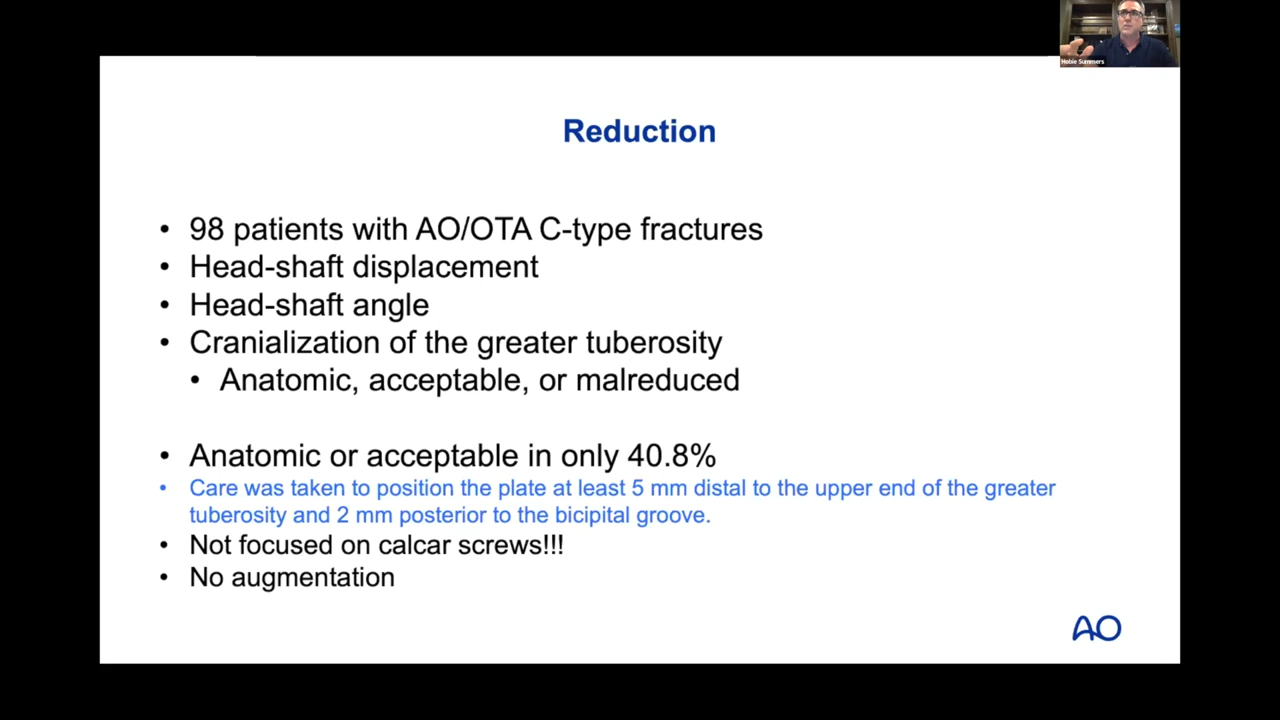 Hobie Summers
Reduction
• 98 patients with AO/OTA C-type fractures
• Head-shaft displacement
• Head-shaft angle
• Cranialization of the greater tuberosity
• Anatomic, acceptable, or malreduced
• Anatomic or acceptable in only 40.8%
• Care was taken to position the plate at least 5 mm distal to the upper end of the greater
tuberosity and 2 mm posterior to the bicipital groove.
• Not focused on calcar screws!!!
• No augmentation
AO